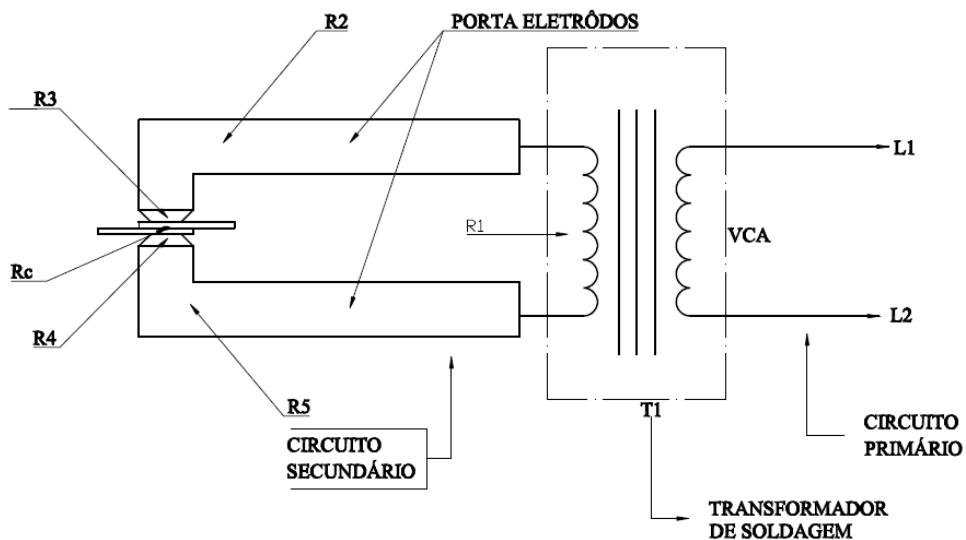 R2
PORTA ELETRÔDOS
R3
L1
R1
VCA
Rc
R4
L2
R5
T1
CIRCUITO
SECUNDÁRIO
CIRCUITO
PRIMÁRIO
TRANSFORMADOR
DE SOLDAGEM